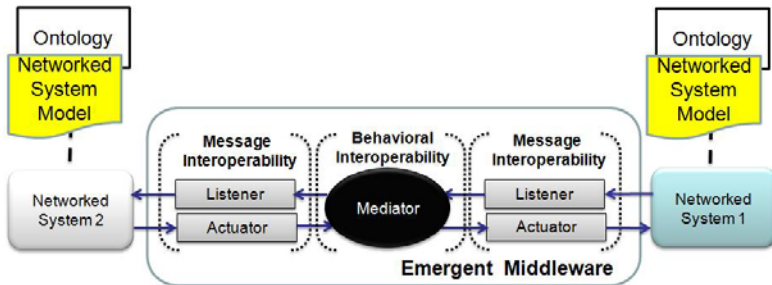 Ontology
Networked
System
Model
Ontology
Networked
System
Model
Message
Interoperability
Behavioral
Interoperability
Message
Interoperability
Networked
System 2
Listener
Actuator
Mediator
Listener
Actuator
Networked
System 1
Emergent Middleware